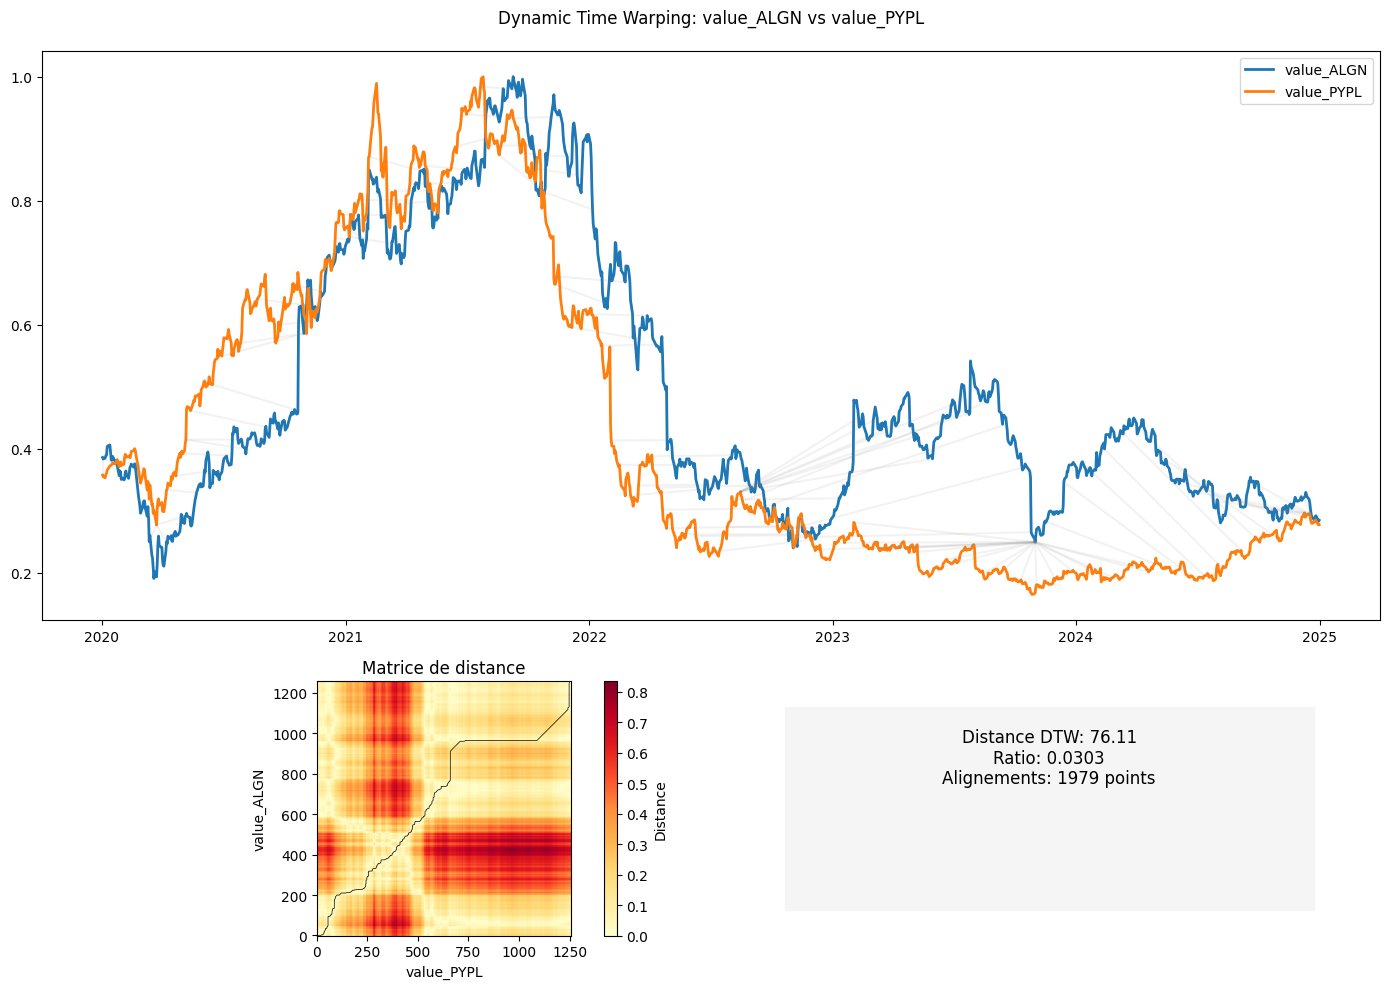 Dynamic Time Warping: value_ALGN vs value_PYPL
value_ALGN
value_PYPL
1.0
0.8
0.6
0.4
0.2
2020 2021 2022 2023 2024 2025
Matrice de distance
value_ALGN
1200
1000
800
600
400
200
0
0 250 500 750 1000 1250
value_PYPL
0.8
0.7
0.6
0.5
0.4
0.3
0.2
0.1
0.0
Distance
Distance DTW: 76.11
Ratio: 0.0303
Alignements: 1979 points